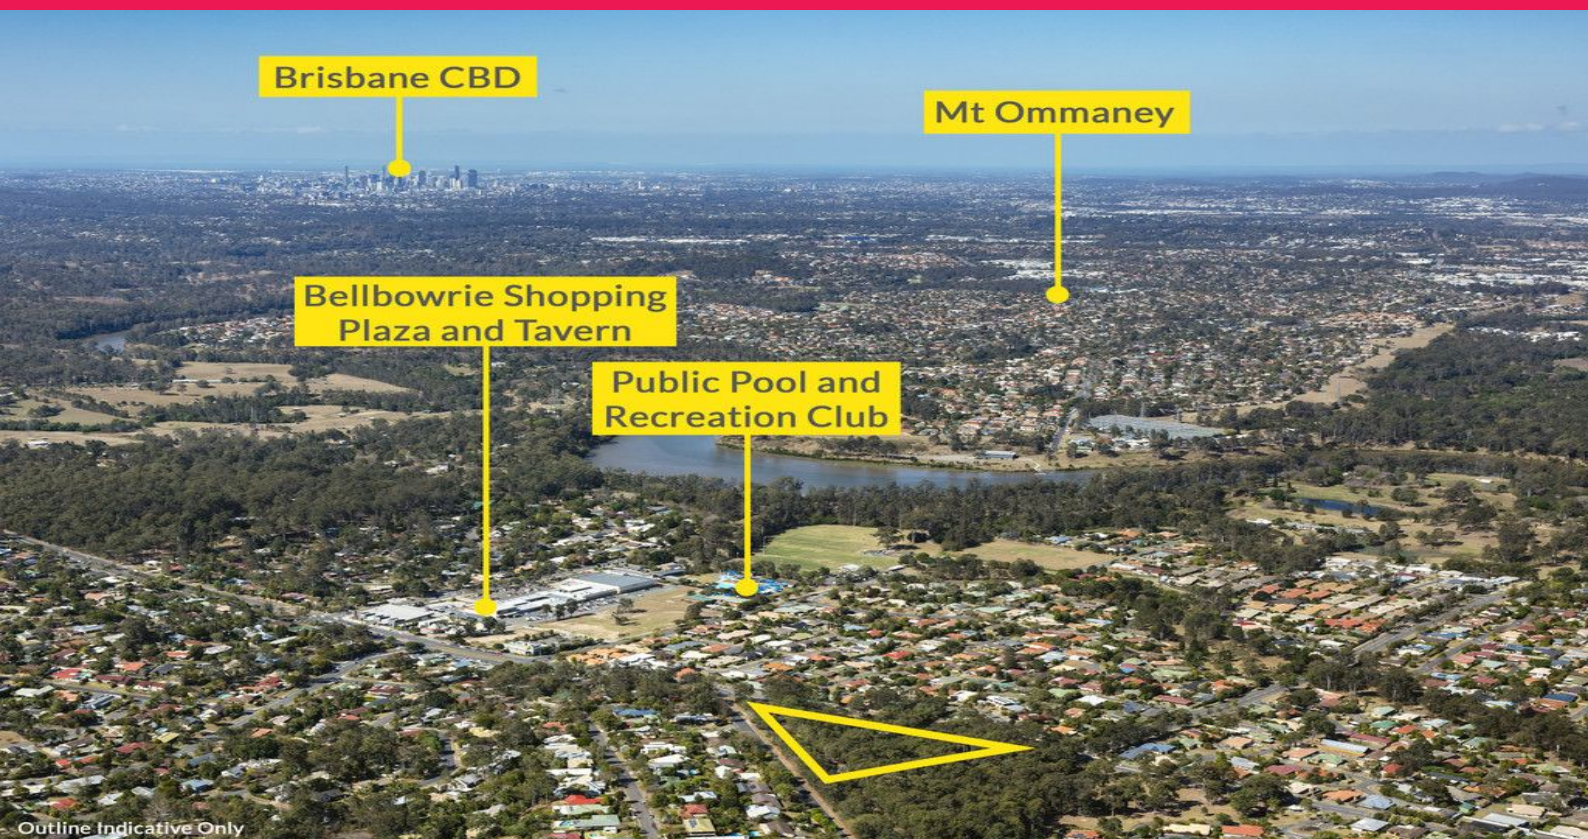 Brisbane CBD
Mt Ommaney
Bellbowrie Shopping
Plaza and Tavern
Public Pool and
Recreation Club
Outline Indicative Only